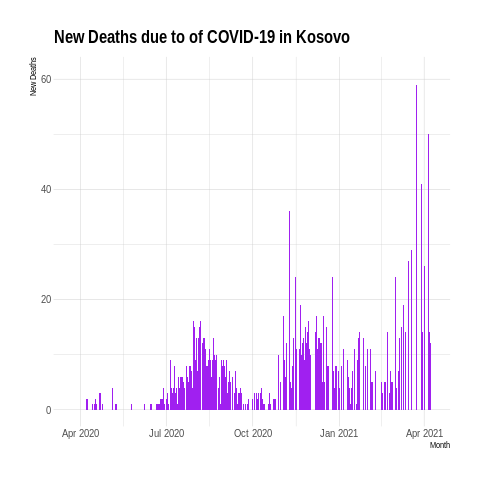 New Deaths due to of COVID-19 in Kosovo
New Deaths
60
40
20
0
Apr 2020
Jul 2020
Oct 2020
Jan 2021
Apr 2021
Month